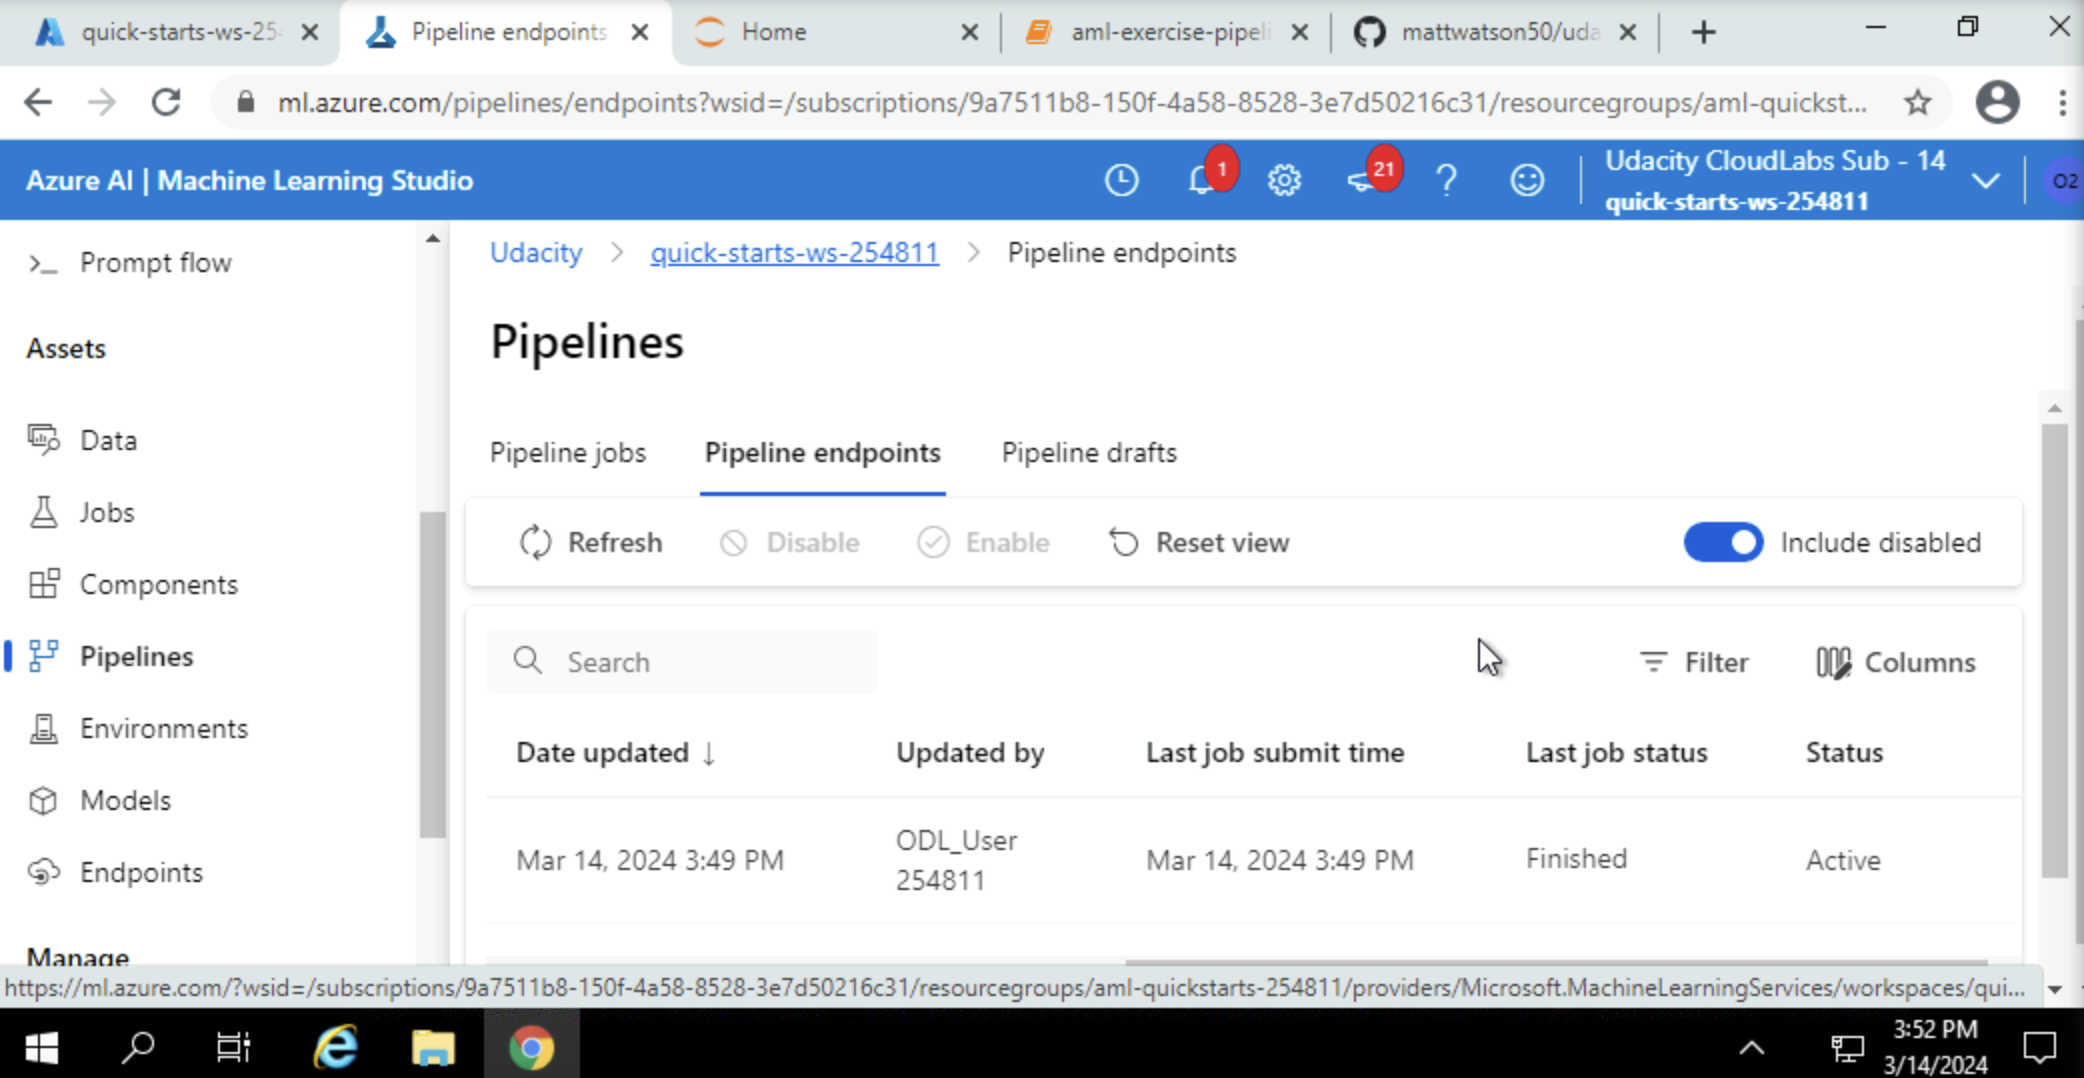 quick-starts-ws-254
Pipeline endpoints
Home
aml-exercise-pipeli
mattwatson50/uda
ml.azure.com/pipelines/endpoints?wsid=/subscriptions/9a7511b8-150f-4a58-8528-3e7d50216c31/resourcegroups/aml-quickst...
Azure AI | Machine Learning Studio
1
21
?
Udacity CloudLabs Sub - 14
quick-starts-ws-254811
O2
Prompt flow
Assets
Data
Jobs
Components
Pipelines
Environments
Models
Endpoints
Manage
Udacity > quick-starts-ws-254811 > Pipeline endpoints
Pipelines
Pipeline jobs
Pipeline endpoints
Pipeline drafts
Refresh
Disable
Enable
Reset view
Include disabled
Search
Filter
Columns
Date updated ↓
Updated by
Last job submit time
Last job status
Status
Mar 14, 2024 3:49 PM
ODL_User
254811
Mar 14, 2024 3:49 PM
Finished
Active
https://ml.azure.com/?wsid=/subscriptions/9a7511b8-150f-4a58-8528-3e7d50216c31/resourcegroups/aml-quickstarts-254811/providers/Microsoft.MachineLearningServices/workspaces/qui...
3:52 PM
3/14/2024